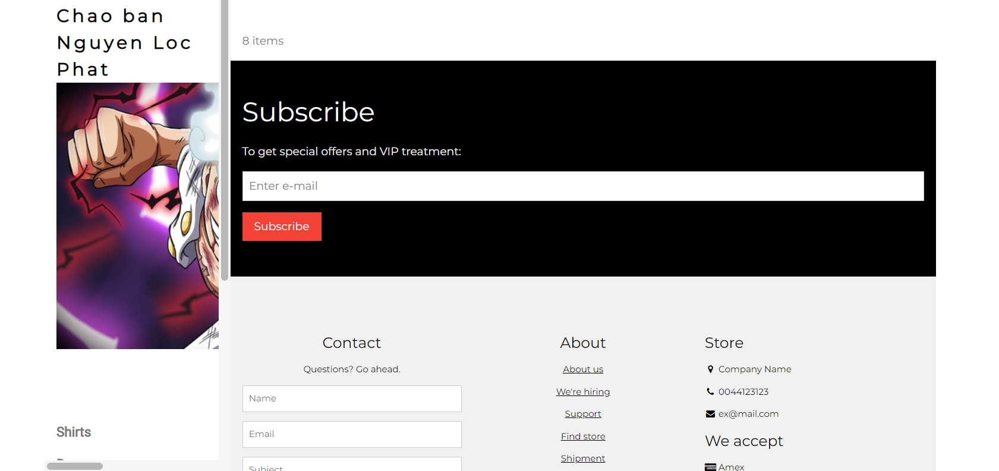 Chao ban
Nguyen Loc
Phat
Shirts
8 items
Subscribe
To get special offers and VIP treatment:
Enter e-mail
Subscribe
Contact
Questions? Go ahead.
Name
Email
Subject
About
About us
We're hiring
Support
Find store
Shipment
Store
Company Name
0044123123
ex@mail.com
We accept
Amex